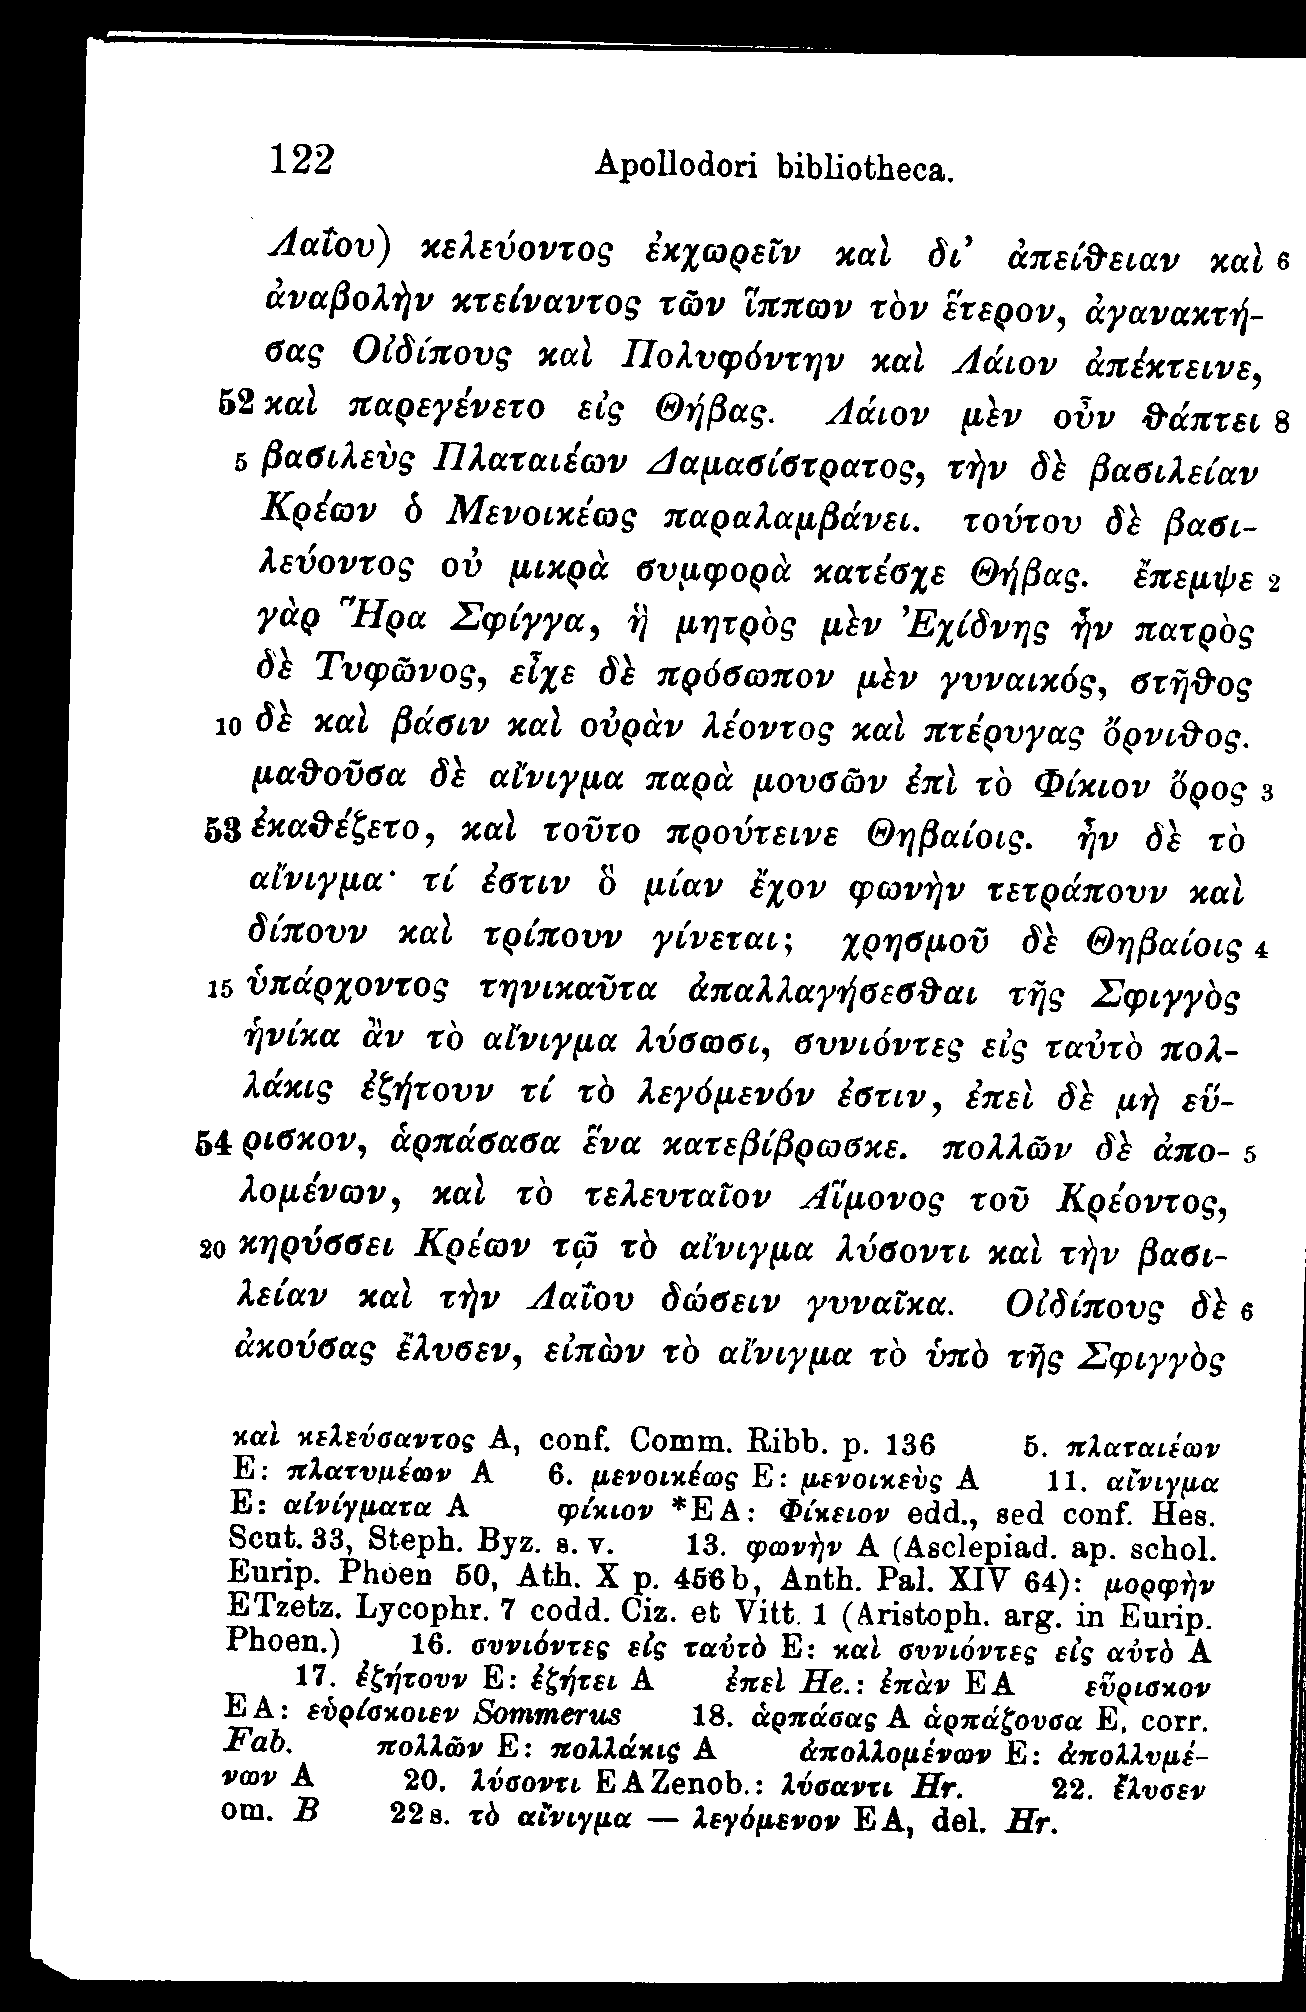 122 Apollodori bibliotheca.
Λαΐου) κελεύοντος ἐκχωρεῖν καὶ δι’ ἀπείθειαν καὶ 6
ἀναβολὴν κτείναντος τῶν ἵππων τὸν ἕτερον, ἀγανακτή-
σας Οἰδίπους καὶ Πολυφόντην καὶ Λάιον ἀπέκτεινε,
52 καὶ παρεγένετο εἰς Θήβας. Λάιον μὲν οὖν θάπτει 8
5 βασιλεὺς Πλαταιέων Δαμασίστρατος, τὴν δὲ βασιλείαν
Κρέων ὁ Μενοικέως παραλαμβάνει. τούτου δὲ βασι-
λεύοντος οὐ μικρὰ συμφορὰ κατέσχε Θήβας. ἔπεμψε 2
γὰρ Ἥρα Σφίγγα, ἣ μητρὸς μὲν Ἐχίδνης ἦν πατρὸς
δὲ Τυφῶνος, εἶχε δὲ πρόσωπον μὲν γυναικός, στῆθος
10 δὲ καὶ βάσιν καὶ οὐρὰν λέοντος καὶ πτέρυγας ὄρνιθος.
μαθοῦσα δὲ αἴνιγμα παρὰ μουσῶν ἐπὶ τὸ Φίκιον ὄρος 3
53 ἐκαθέζετο, καὶ τοῦτο προύτεινε Θηβαίοις. ἦν δὲ τὸ
αἴνιγμα· τί ἐστιν ὃ μίαν ἔχον φωνὴν τετράπουν καὶ
δίπουν καὶ τρίπουν γίνεται; χρησμοῦ δὲ Θηβαίοις 4
15 ὑπάρχοντος τηνικαῦτα ἀπαλλαγήσεσθαι τῆς Σφιγγὸς
ἡνίκα ἂν τὸ αἴνιγμα λύσωσι, συνιόντες εἰς ταὐτὸ πολ-
λάκις ἐζήτουν τί τὸ λεγόμενόν ἐστιν, ἐπεὶ δὲ μὴ εὕ-
54 ρισκον, ἁρπάσασα ἕνα κατεβίβρωσκε. πολλῶν δὲ ἀπο- 5
λομένων, καὶ τὸ τελευταῖον Αἵμονος τοῦ Κρέοντος,
20 κηρύσσει Κρέων τῷ τὸ αἴνιγμα λύσοντι καὶ τὴν βασι-
λείαν καὶ τὴν Λαΐου δώσειν γυναῖκα. Οἰδίπους δὲ 6
ἀκούσας ἔλυσεν, εἰπὼν τὸ αἴνιγμα τὸ ὑπὸ τῆς Σφιγγὸς
καὶ κελεύσαντος A, conf. Comm. Ribb. p. 136 5. πλαταιέων
E: πλατυμέων A 6. μενοικέως E: μενοικεὺς A 11. αἴνιγμα
E: αἰνίγματα A φίκιον *EA: Φίκειον edd., sed conf. Hes.
Scut. 33, Steph. Byz. s. v. 13. φωνὴν A (Asclepiad. ap. schol.
Eurip. Phoen 50, Ath. X p. 456b, Anth. Pal. XIV 64): μορφὴν
ETzetz. Lycophr. 7 codd. Ciz. et Vitt. 1 (Aristoph. arg. in Eurip.
Phoen.) 16. συνιόντες εἰς ταὐτὸ E: καὶ συνιόντες εἰς αὐτὸ A
17. ἐζήτουν E: ἐζήτει A ἐπεὶ He.: ἐπὰν EA εὕρισκον
EA: εὑρίσκοιεν Sommerus 18. ἁρπάσας A ἁρπάζουσα E, corr.
Fab. πολλῶν E: πολλάκις A ἀπολλομένων E: ἀπολλυμέ-
νων A 20. λύσοντι EAZenob.: λύσαντι Hr. 22. ἔλυσεν
om. B 22 s. τὸ αἴνιγμα — λεγόμενον EA, del. Hr.